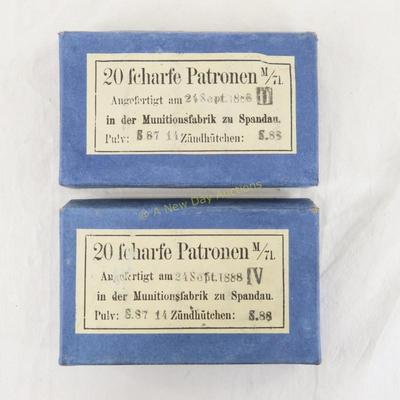 20 scharfe Patronen M/71.
Angefertigt am 24 Sept. 1888 III
in der Munitionsfabrik zu Spandau.
Pulv: S 87 14 Zündhütchen: S.88
© A New Day Auctions
20 scharfe Patronen M/71.
Angefertigt am 24 Sept. 1888 IV
in der Munitionsfabrik zu Spandau.
Pulv: S.87 14 Zündhütchen: S.88